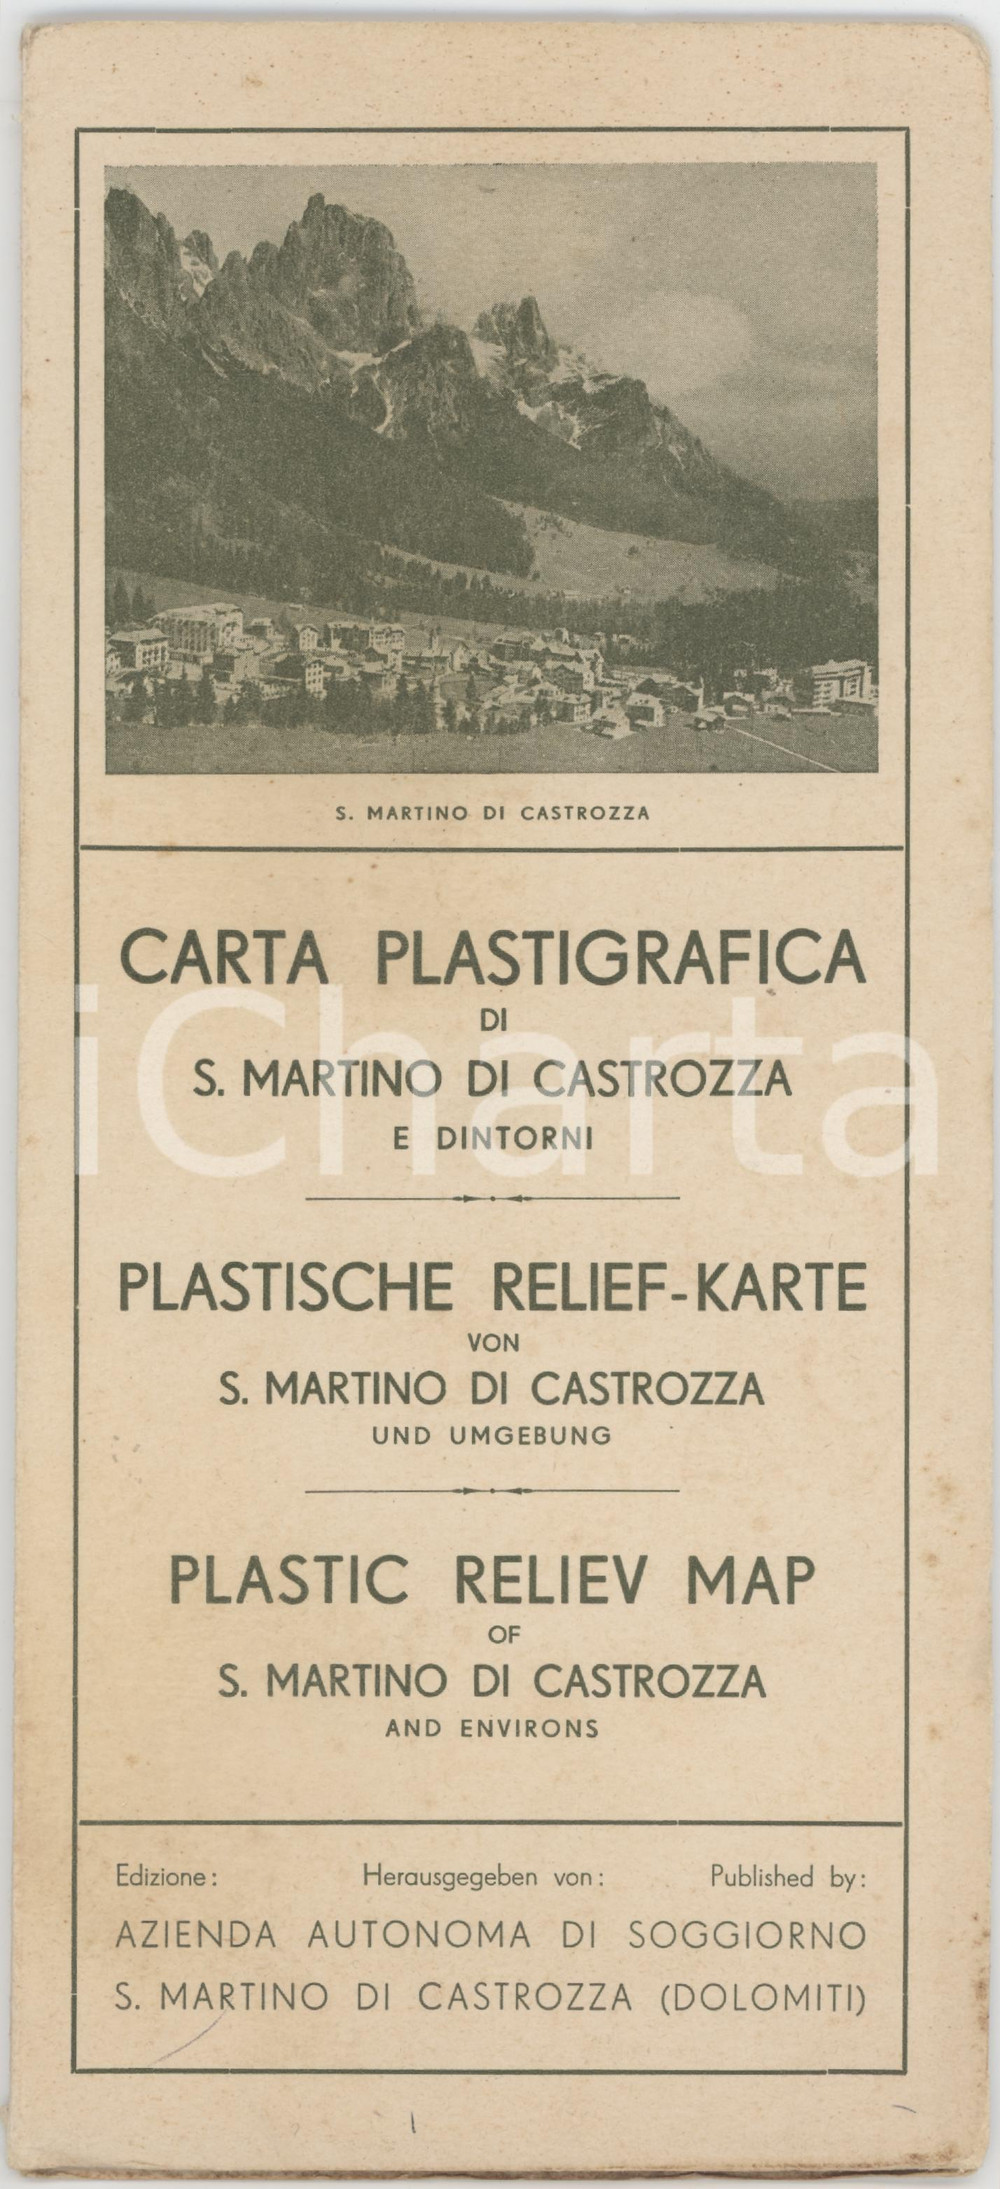 S. MARTINO DI CASTROZZA
CARTA PLASTIGRAFICA
DI
S. MARTINO DI CASTROZZA
E DINTORNI
iCharta
PLASTISCHE RELIEF-KARTE
VON
S. MARTINO DI CASTROZZA
UND UMGEBUNG
PLASTIC RELIEV MAP
OF
S. MARTINO DI CASTROZZA
AND ENVIRONS
Edizione: Herausgegeben von: Published by:
AZIENDA AUTONOMA DI SOGGIORNO
S. MARTINO DI CASTROZZA (DOLOMITI)